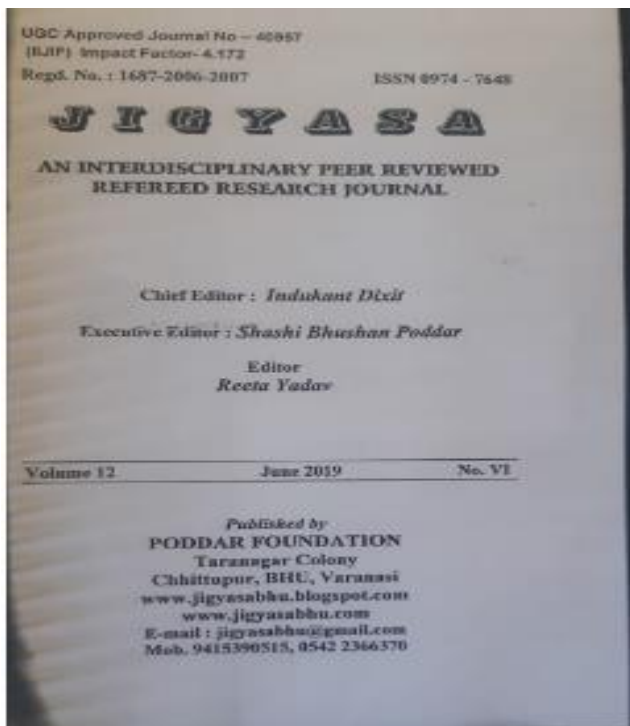 UGC Approved Journal No – 40957
(IIJIF) Impact Factor- 4.172
Regd. No. : 1687-2006-2007 ISSN 0974 - 7648
JIGYASA
AN INTERDISCIPLINARY PEER REVIEWED
REFEREED RESEARCH JOURNAL
Chief Editor : Indukant Dixit
Executive Editor : Shashi Bhushan Poddar
Editor
Reeta Yadav
Volume 12 June 2019 No. VI
Published by
PODDAR FOUNDATION
Taranagar Colony
Chhittupur, BHU, Varanasi
www.jigyasabhu.blogspot.com
www.jigyasabhu.com
E-mail : jigyasabhu@gmail.com
Mob. 9415390515, 0542 2366370